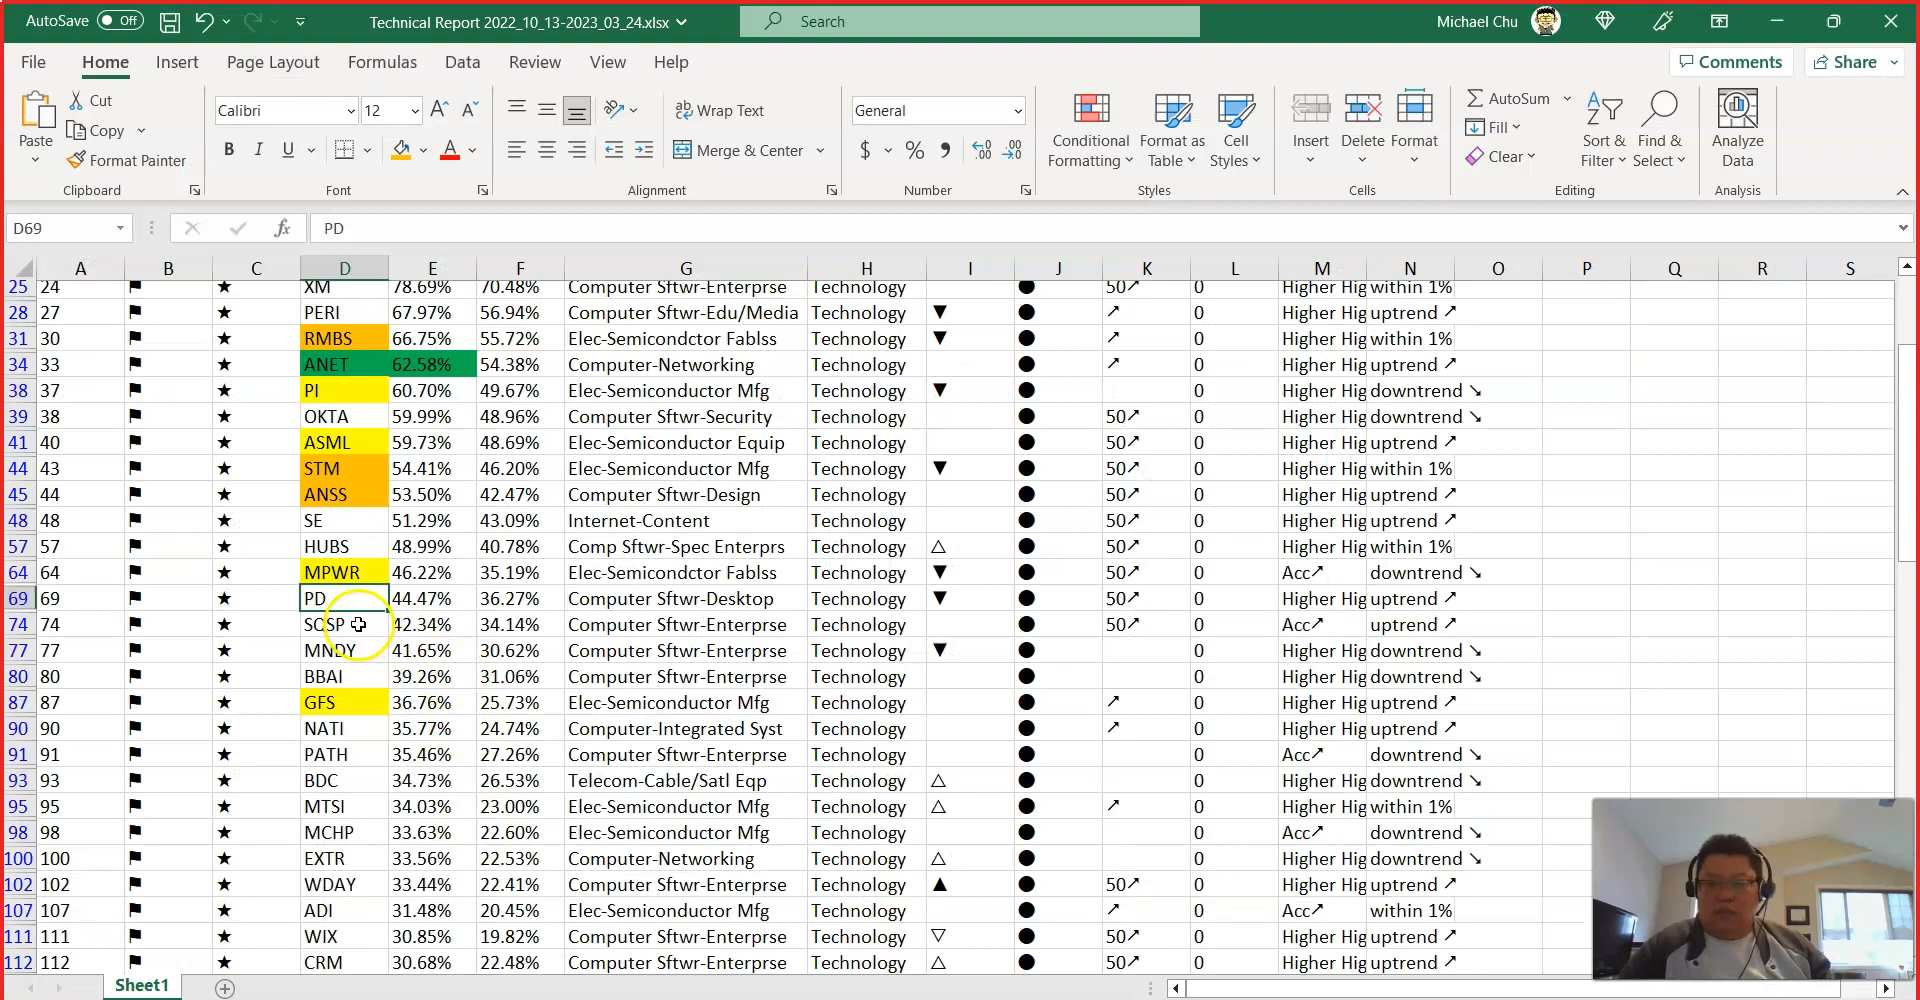 AutoSave Off Technical Report 2022_10_13-2023_03_24.xlsx Search Michael Chu
File Home Insert Page Layout Formulas Data Review View Help Comments Share
Paste Cut Copy Format Painter Clipboard
Calibri 12 A A B I U A Font
ab Wrap Text Merge & Center Alignment
General $ % 9 Number
Conditional Formatting Format as Table Cell Styles Styles
Insert Delete Format Cells
AutoSum Fill Clear Sort & Filter Find & Select Editing
Analyze Data Analysis
D69 fx PD
A B C D E F G H I J K L M N O P Q R S
25 24 XM 78.69% 70.48% Computer Sftwr-Enterprse Technology 50↗ 0 Higher Hig within 1%
28 27 PERI 67.97% 56.94% Computer Sftwr-Edu/Media Technology ▼ ↗ 0 Higher Hig uptrend ↗
31 30 RMBS 66.75% 55.72% Elec-Semicondctor Fablss Technology ▼ ↗ 0 Higher Hig within 1%
34 33 ANET 62.58% 54.38% Computer-Networking Technology ↗ 0 Higher Hig uptrend ↗
38 37 PI 60.70% 49.67% Elec-Semiconductor Mfg Technology ▼ 0 Higher Hig downtrend ↘
39 38 OKTA 59.99% 48.96% Computer Sftwr-Security Technology 50↗ 0 Higher Hig downtrend ↘
41 40 ASML 59.73% 48.69% Elec-Semiconductor Equip Technology 50↗ 0 Higher Hig uptrend ↗
44 43 STM 54.41% 46.20% Elec-Semiconductor Mfg Technology ▼ 50↗ 0 Higher Hig within 1%
45 44 ANSS 53.50% 42.47% Computer Sftwr-Design Technology 50↗ 0 Higher Hig uptrend ↗
48 48 SE 51.29% 43.09% Internet-Content Technology 50↗ 0 Higher Hig uptrend ↗
57 57 HUBS 48.99% 40.78% Comp Sftwr-Spec Enterprs Technology △ 50↗ 0 Higher Hig within 1%
64 64 MPWR 46.22% 35.19% Elec-Semicondctor Fablss Technology ▼ 50↗ 0 Acc↗ downtrend ↘
69 69 PD 44.47% 36.27% Computer Sftwr-Desktop Technology ▼ 50↗ 0 Higher Hig uptrend ↗
74 74 42.34% 34.14% Computer Sftwr-Enterprse Technology 50↗ 0 Acc↗ uptrend ↗
77 77 MNDY 41.65% 30.62% Computer Sftwr-Enterprse Technology ▼ 0 Higher Hig downtrend ↘
80 80 BBAI 39.26% 31.06% Computer Sftwr-Enterprse Technology 0 Higher Hig downtrend ↘
87 87 GFS 36.76% 25.73% Elec-Semiconductor Mfg Technology ↗ 0 Higher Hig uptrend ↗
90 90 NATI 35.77% 24.74% Computer-Integrated Syst Technology ↗ 0 Higher Hig uptrend ↗
91 91 PATH 35.46% 27.26% Computer Sftwr-Enterprse Technology 0 Acc↗ downtrend ↘
93 93 BDC 34.73% 26.53% Telecom-Cable/Satl Eqp Technology △ 0 Higher Hig downtrend ↘
95 95 MTSI 34.03% 23.00% Elec-Semiconductor Mfg Technology △ ↗ 0 Higher Hig within 1%
98 98 MCHP 33.63% 22.60% Elec-Semiconductor Mfg Technology 0 Acc↗ downtrend ↘
100 100 EXTR 33.56% 22.53% Computer-Networking Technology △ 0 Higher Hig downtrend ↘
102 102 WDAY 33.44% 22.41% Computer Sftwr-Enterprse Technology ▲ 50↗ 0 Higher Hig uptrend ↗
107 107 ADI 31.48% 20.45% Elec-Semiconductor Mfg Technology ↗ 0 Acc↗ within 1%
111 111 WIX 30.85% 19.82% Computer Sftwr-Enterprse Technology ▽ 50↗ 0 Higher Hig uptrend ↗
112 112 CRM 30.68% 22.48% Computer Sftwr-Enterprse Technology △ 50↗ 0 Higher Hig uptrend ↗
Sheet1